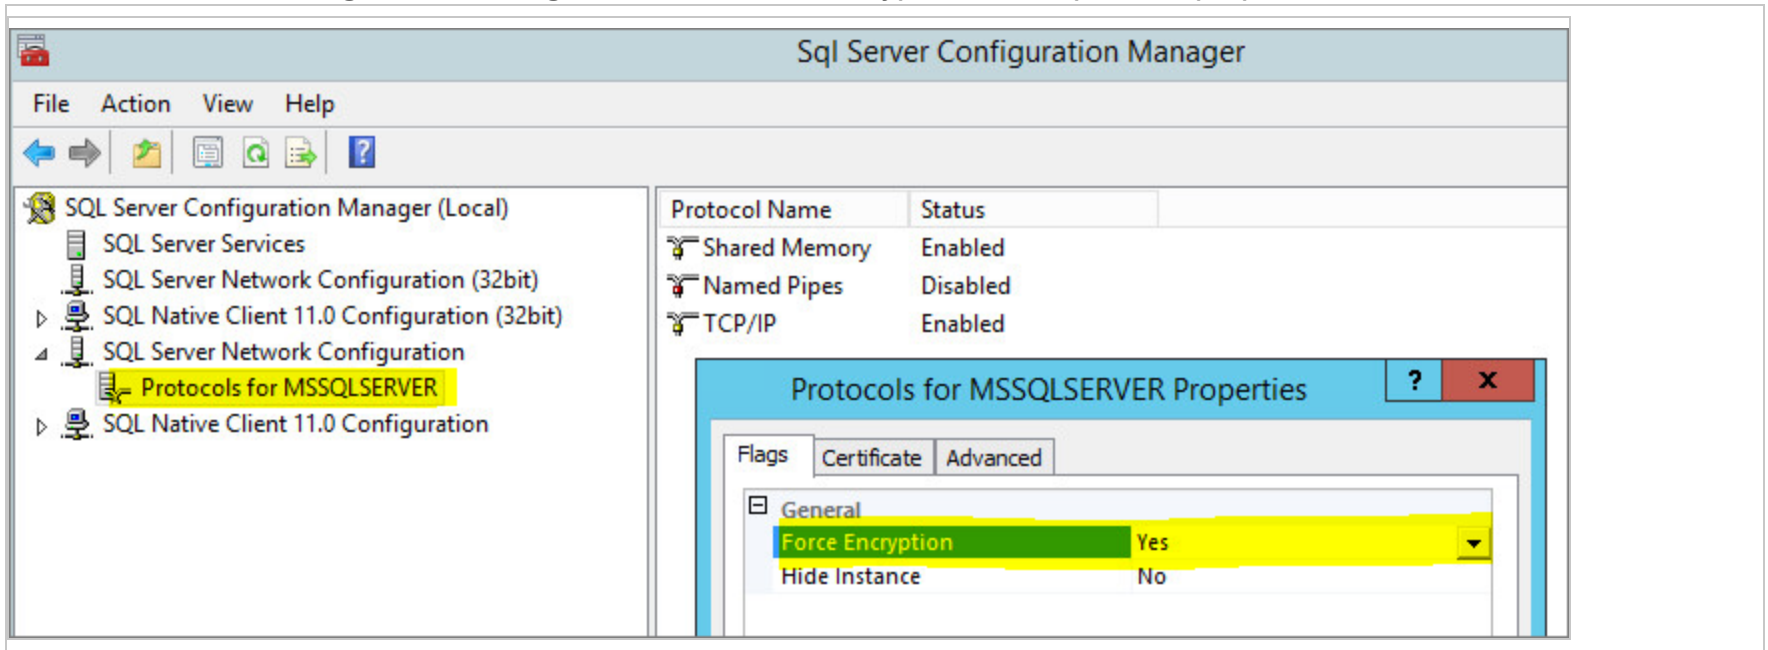 Sql Server Configuration Manager
File Action View Help
SQL Server Configuration Manager (Local)
SQL Server Services
SQL Server Network Configuration (32bit)
SQL Native Client 11.0 Configuration (32bit)
SQL Server Network Configuration
Protocols for MSSQLSERVER
SQL Native Client 11.0 Configuration
Protocol Name Status
Shared Memory Enabled
Named Pipes Disabled
TCP/IP Enabled
Protocols for MSSQLSERVER Properties ? x
Flags Certificate Advanced
General
Force Encryption Yes
Hide Instance No